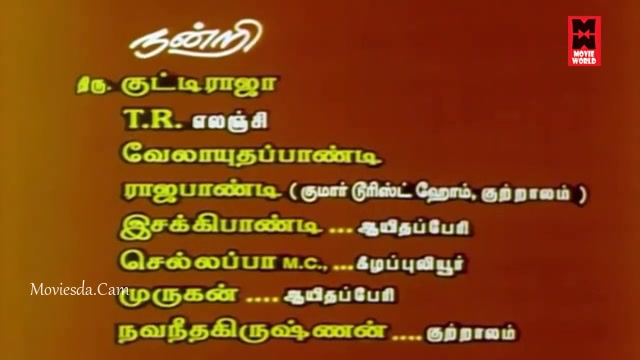 நன்றி
MOVIE WORLD
திரு. குட்டிராஜா
T.R. எலஞ்சி
வேலாயுதப்பாண்டி
ராஜபாண்டி (குமார் டூரிஸ்ட் ஹோம், குற்றாலம் )
இசக்கிபாண்டி ... ஆயிதப்பேரி
செல்லப்பா M.C., ... கீழப்புலியூர்
Moviesda.Cam
முருகன் .... ஆயிதப்பேரி
நவநீதகிருஷ்ணன் .... குற்றாலம்